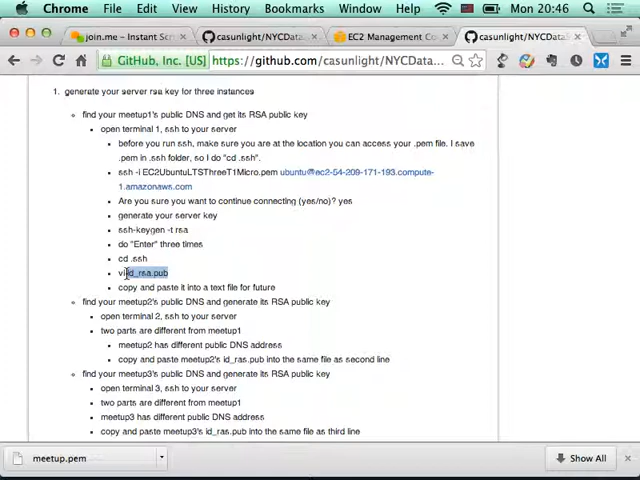 Chrome File Edit View History Bookmarks Window Help Mon 20:46
join.me – Instant Scr
casunlight/NYCData
EC2 Management Co
casunlight/NYCDataS
GitHub, Inc. [US] https://github.com/casunlight/NYCData...
1. generate your server rsa key for three instances
find your meetup1's public DNS and get its RSA public key
open terminal 1, ssh to your server
before you run ssh, make sure you are at the location you can access your .pem file. I save
.pem in .ssh folder, so I do "cd .ssh".
ssh -i EC2UbuntuLTSThreeT1Micro.pem ubuntu@ec2-54-209-171-193.compute-
1.amazonaws.com
Are you sure you want to continue connecting (yes/no)? yes
generate your server key
ssh-keygen -t rsa
do "Enter" three times
cd .ssh
vi id_rsa.pub
copy and paste it into a text file for future
find your meetup2's public DNS and generate its RSA public key
open terminal 2, ssh to your server
two parts are different from meetup1
meetup2 has different public DNS address
copy and paste meetup2's id_ras.pub into the same file as second line
find your meetup3's public DNS and generate its RSA public key
open terminal 3, ssh to your server
two parts are different from meetup1
meetup3 has different public DNS address
copy and paste meetup3's id_ras.pub into the same file as third line
meetup.pem
Show All